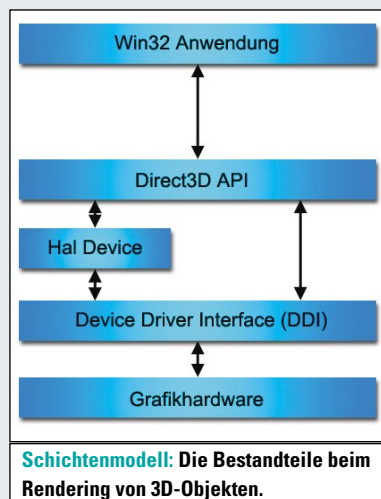 Win32 Anwendung
Direct3D API
Hal Device
Device Driver Interface (DDI)
Grafikhardware
Schichtenmodell: Die Bestandteile beim
Rendering von 3D-Objekten.